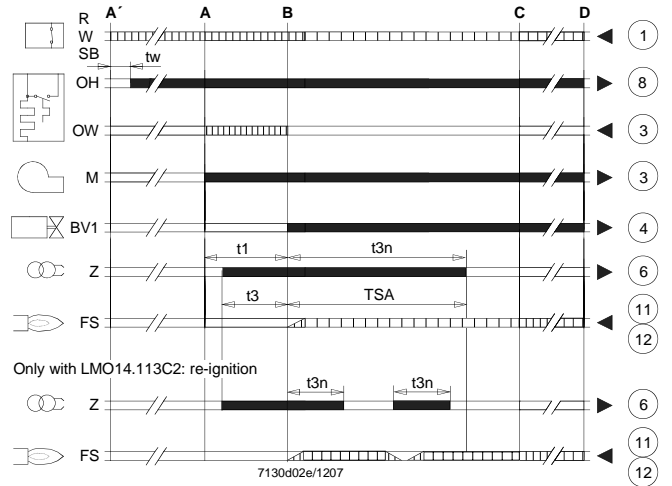 R A´ A B C D
W 1
SB tw
OH 8
OW 3
M 3
BV1 4
t1 t3n
Z 6
t3 TSA
FS 11
12
Only with LMO14.113C2: re-ignition
t3n t3n
Z 6
FS 11
7130d02e/1207 12